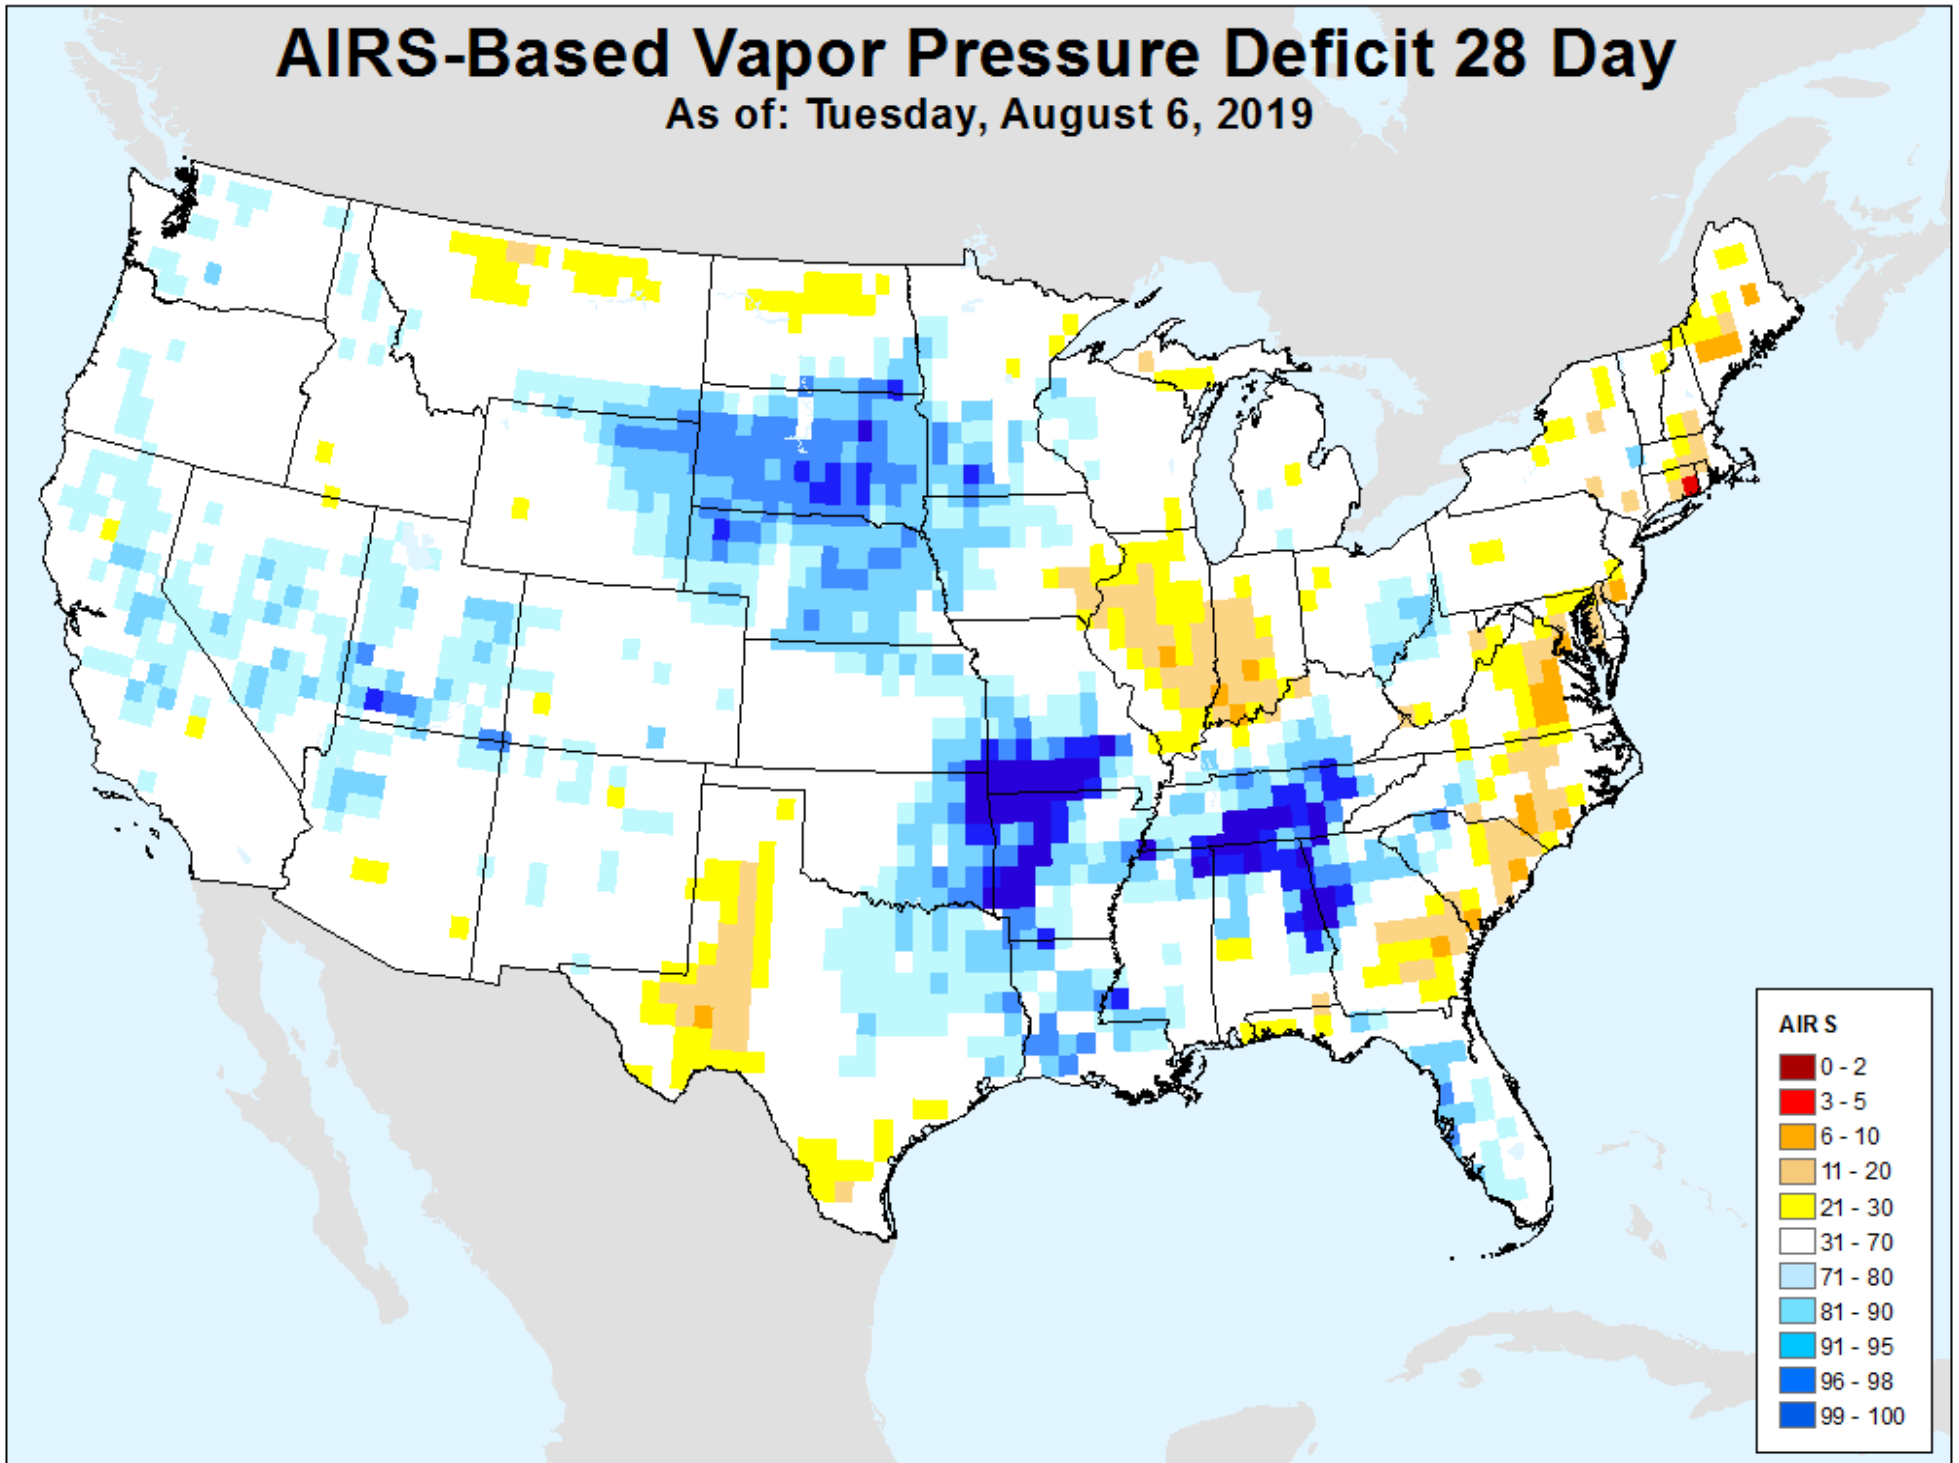 AIRS-Based Vapor Pressure Deficit 28 Day
As of: Tuesday, August 6, 2019
AIRS
0 - 2
3 - 5
6 - 10
11 - 20
21 - 30
31 - 70
71 - 80
81 - 90
91 - 95
96 - 98
99 - 100